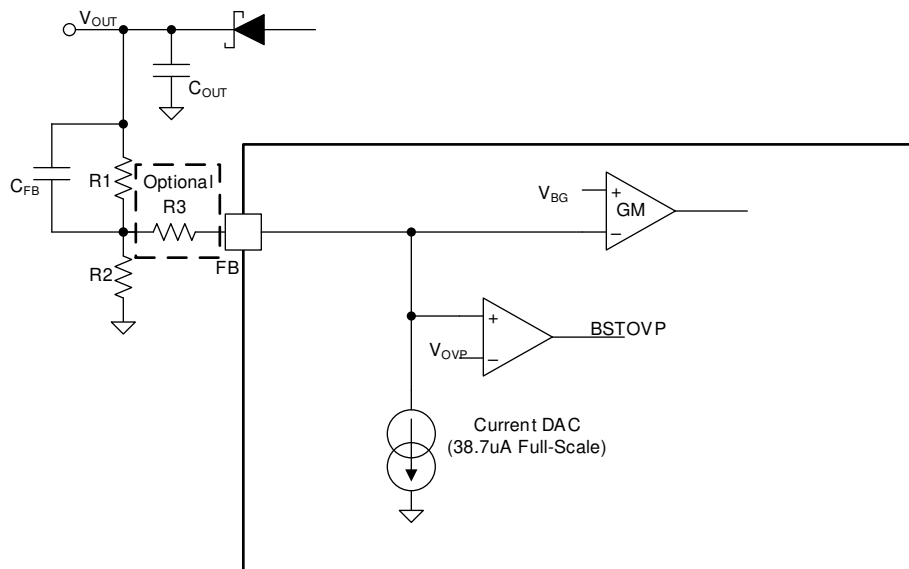 VOUT
COUT
CFB
R1
Optional
R3
R2
FB
VBG
+
GM
−
+
VOVP
−
BSTOVP
Current DAC
(38.7uA Full-Scale)